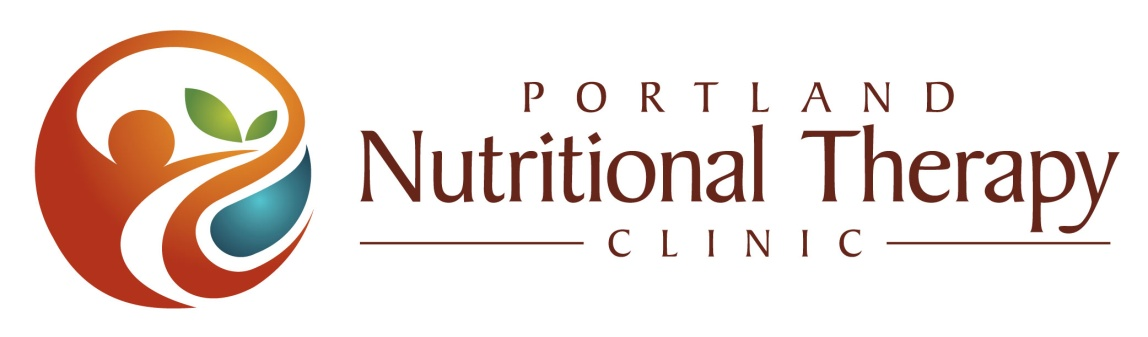 PORTLAND
Nutritional Therapy
CLINIC